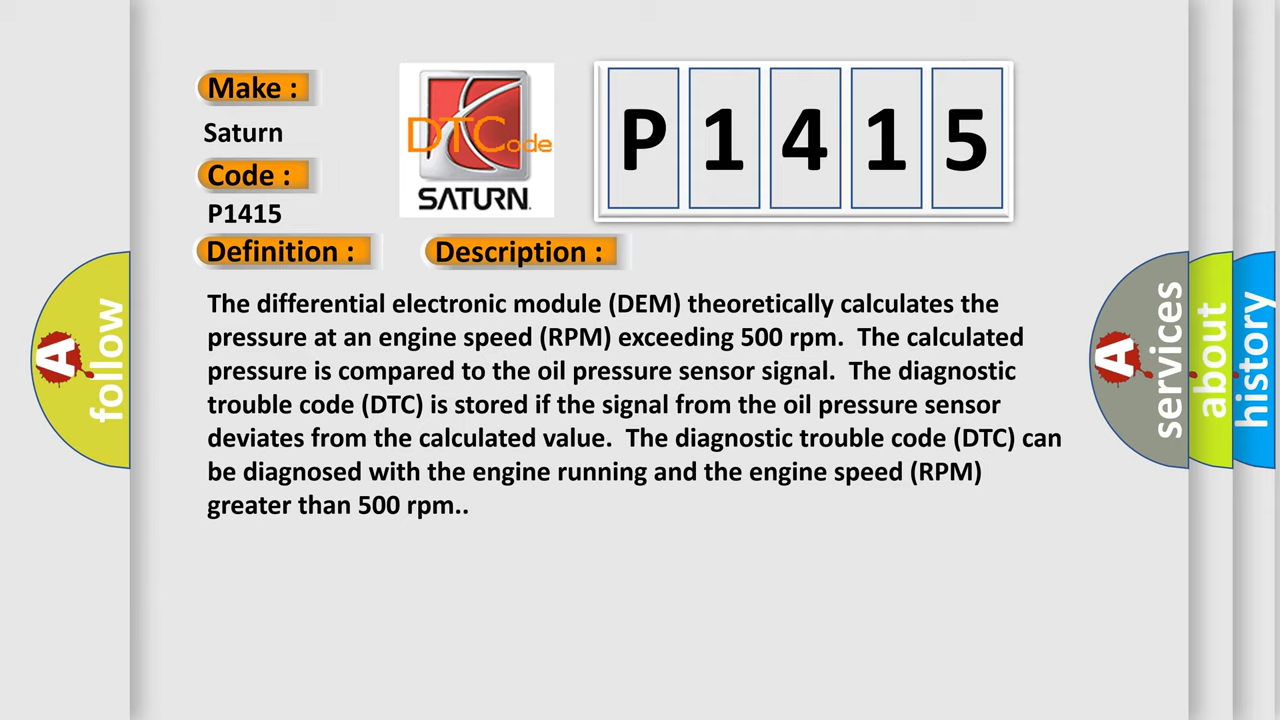 Make :
Saturn
Code :
P1415
Definition :
Description :
DTCode
SATURN.
P1415
The differential electronic module (DEM) theoretically calculates the
pressure at an engine speed (RPM) exceeding 500 rpm  The calculated
pressure is compared to the oil pressure sensor signal  The diagnostic
trouble code (DTC) is stored if the signal from the oil pressure sensor
deviates from the calculated value  The diagnostic trouble code (DTC) can
be diagnosed with the engine running and the engine speed (RPM)
greater than 500 rpm..
A
follow
A
services
about
history